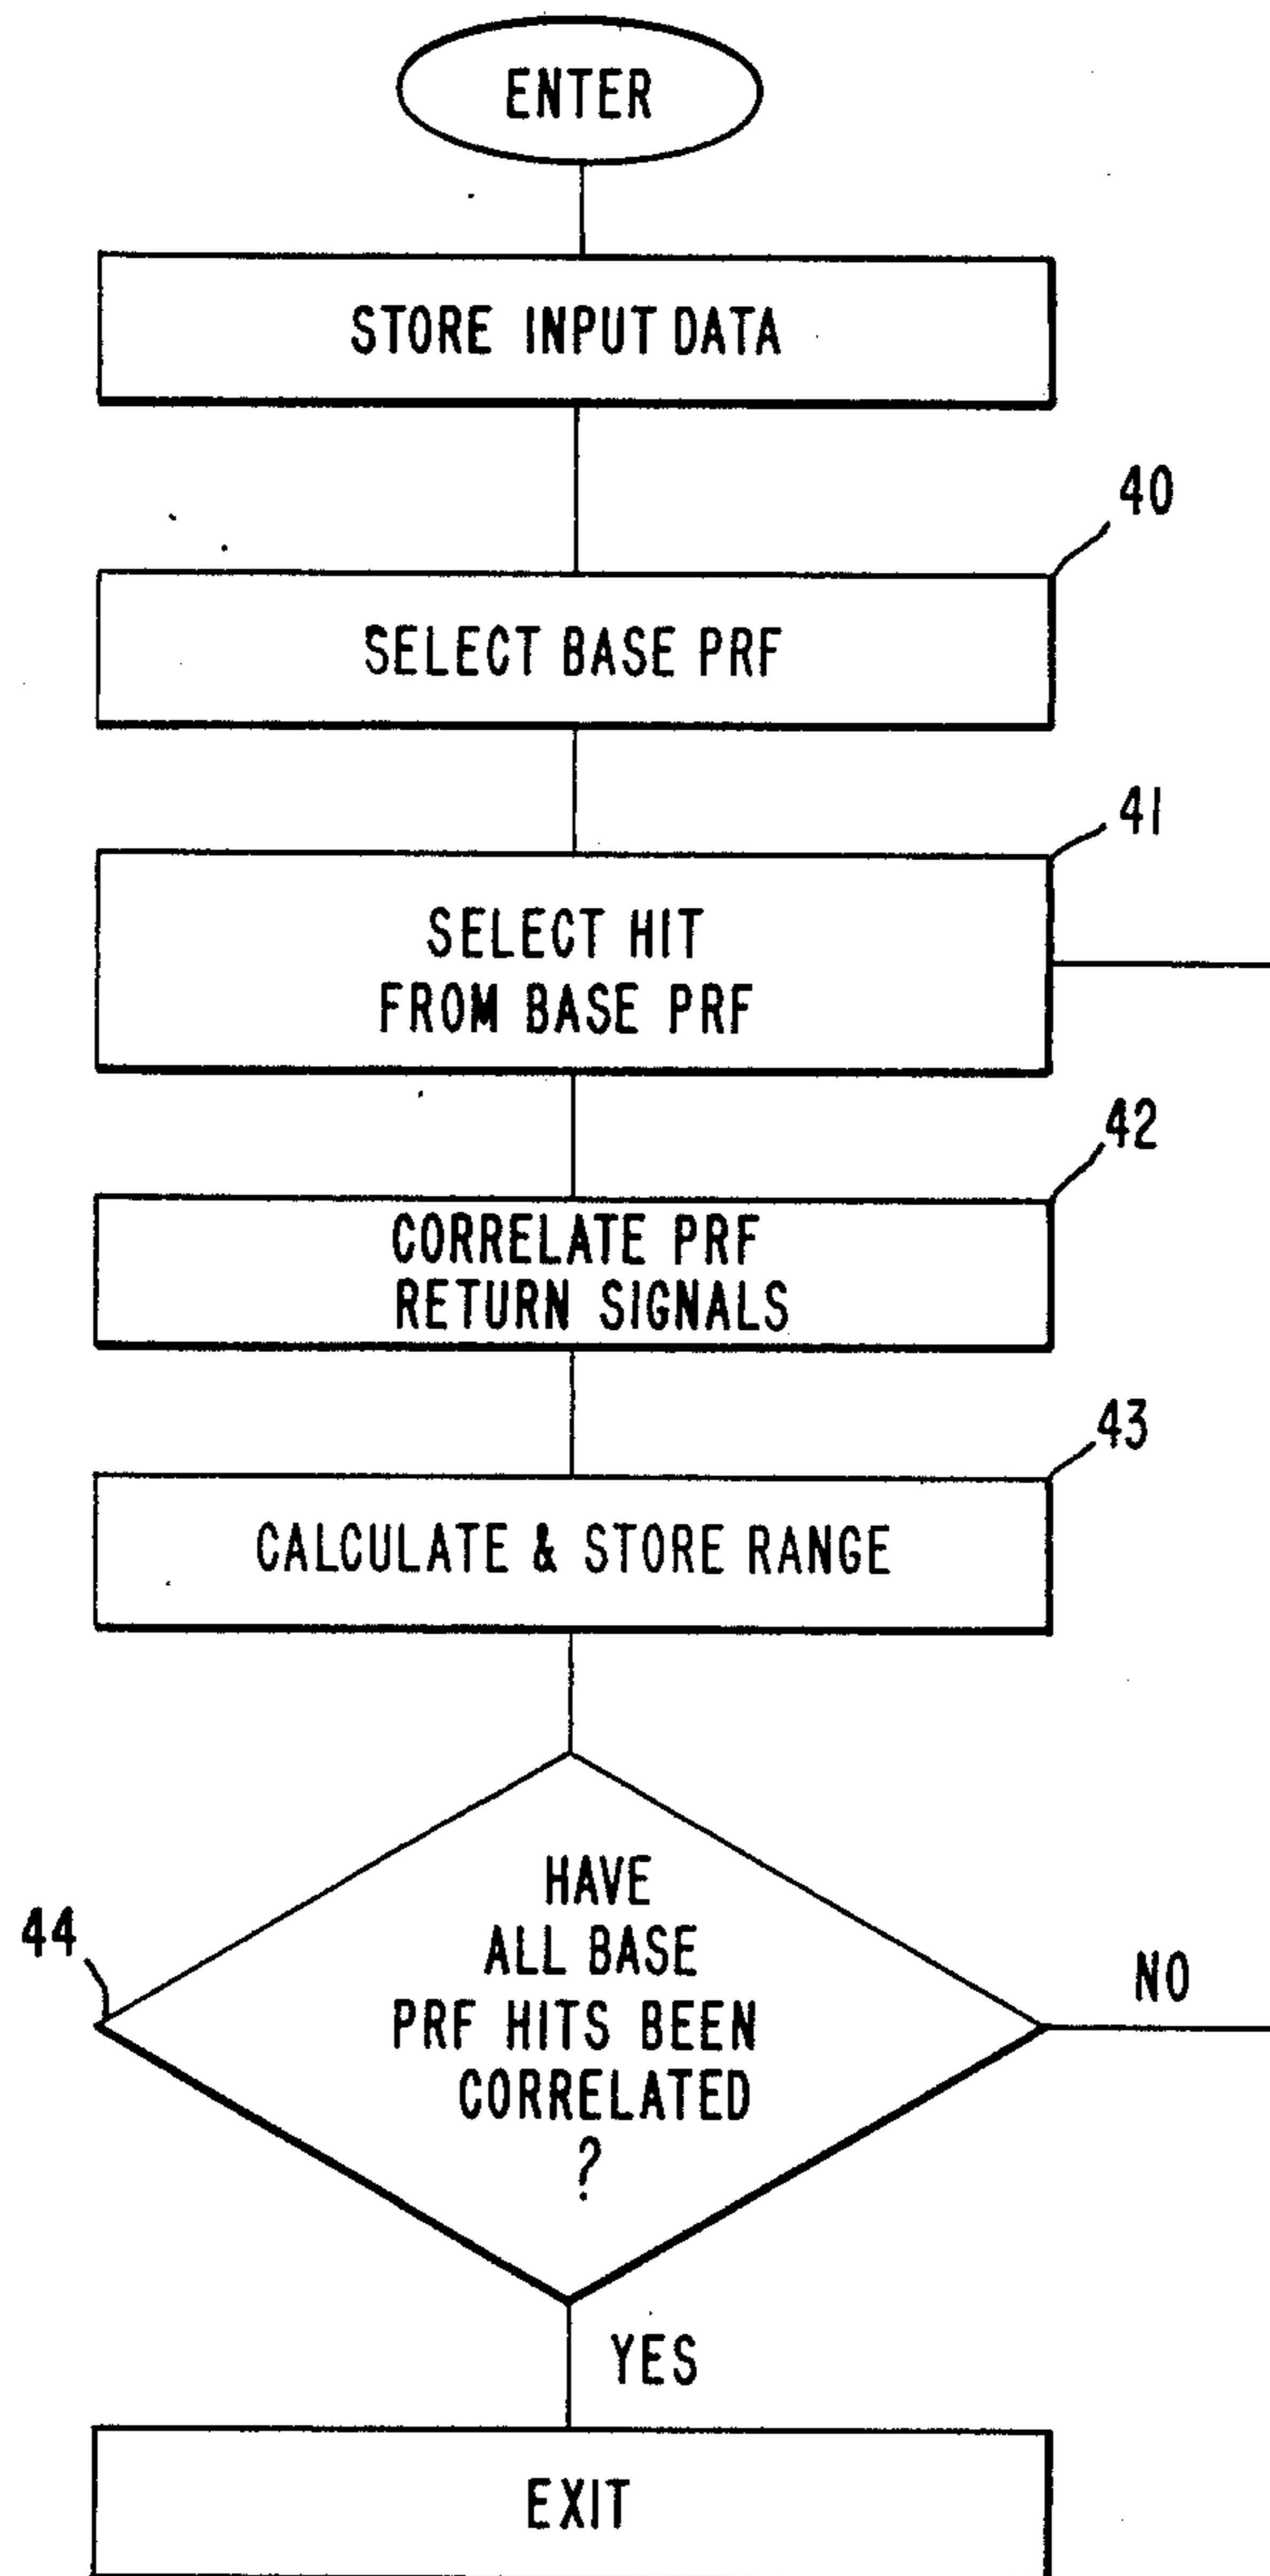 ENTER
STORE INPUT DATA
40
SELECT BASE PRF
41
SELECT HIT
FROM BASE PRF
42
CORRELATE PRF
RETURN SIGNALS
43
CALCULATE & STORE RANGE
44
HAVE
ALL BASE
PRF HITS BEEN
CORRELATED
?
NO
YES
EXIT